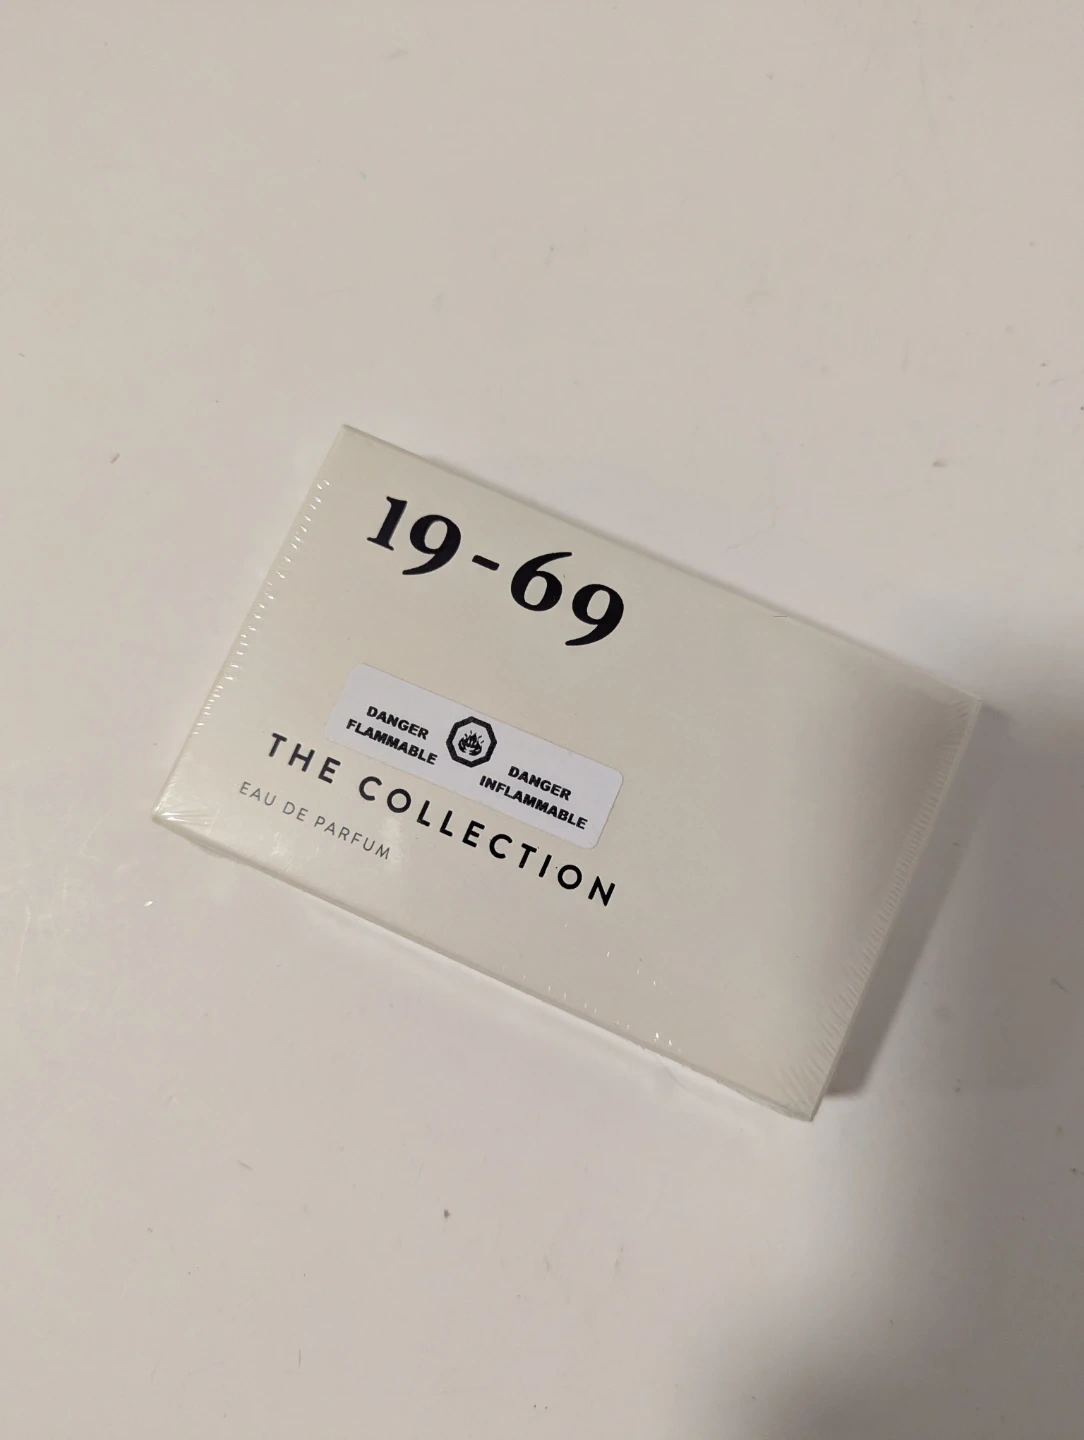 19-69
DANGER
FLAMMABLE
DANGER
INFLAMMABLE
THE COLLECTION
EAU DE PARFUM